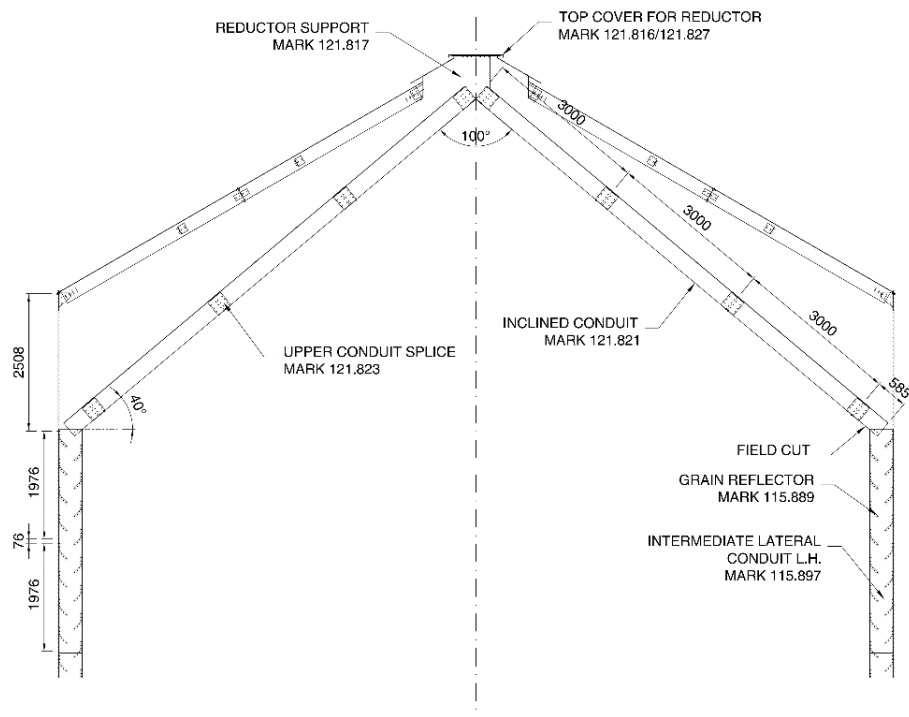 TOP COVER FOR REDUCTOR
MARK 121.816/121.827
REDUCTOR SUPPORT
MARK 121.817
3000
100°
3000
2508
INCLINED CONDUIT
MARK 121.821
3000
UPPER CONDUIT SPLICE
MARK 121.823
585
40°
FIELD CUT
1976
GRAIN REFLECTOR
MARK 115.889
76
INTERMEDIATE LATERAL
CONDUIT L.H.
MARK 115.897
1976